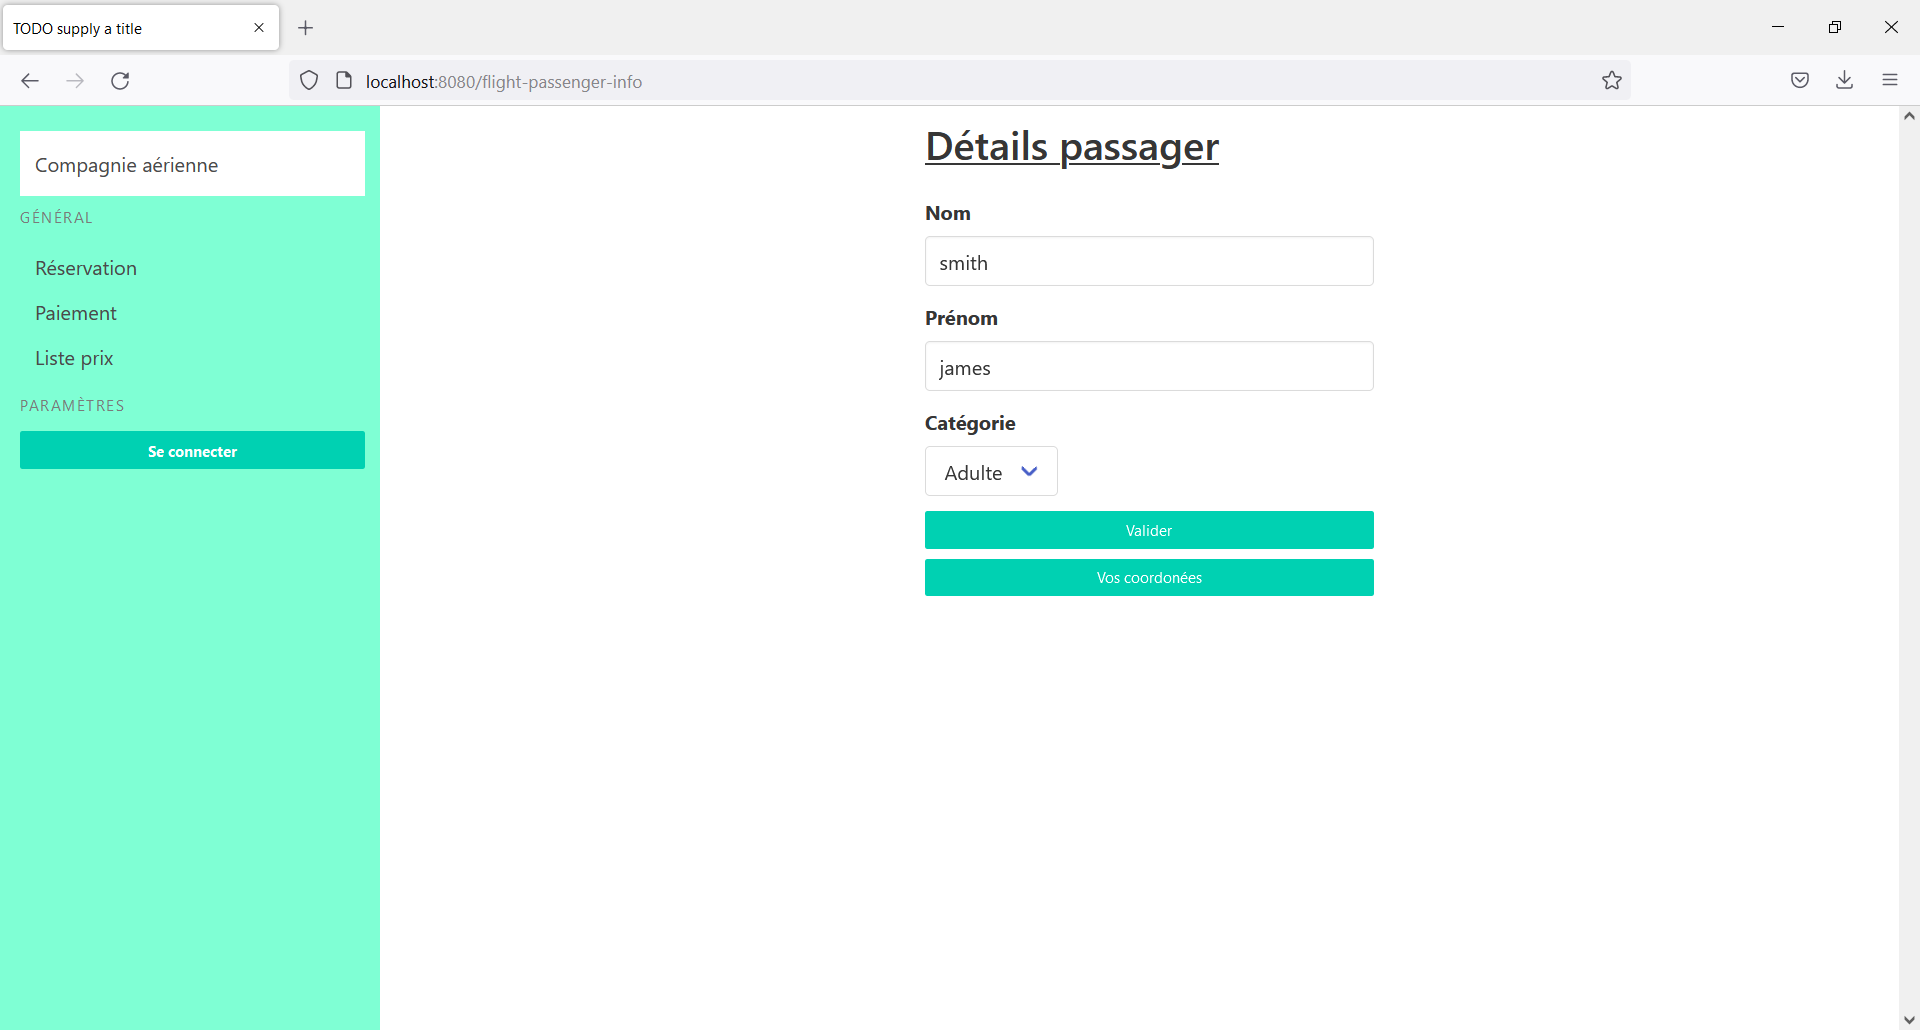 TODO supply a title
localhost:8080/flight-passenger-info
Compagnie aérienne
GÉNÉRAL
Réservation
Paiement
Liste prix
PARAMÈTRES
Se connecter
Détails passager
Nom
smith
Prénom
james
Catégorie
Adulte
Valider
Vos coordonées